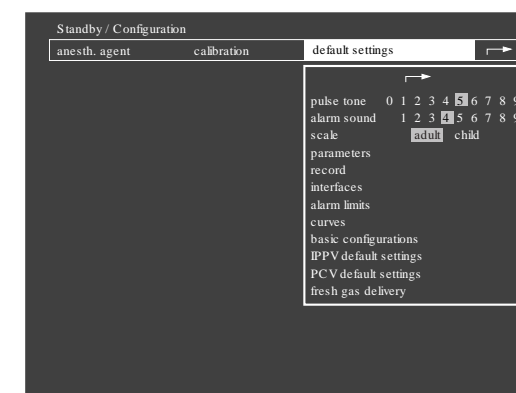 Standby / Configuration
anesth. agent calibration default settings
pulse tone 0 1 2 3 4 5 6 7 8 9
alarm sound 1 2 3 4 5 6 7 8 9
scale adult child
parameters
record
interfaces
alarm limits
curves
basic configurations
IPPV default settings
PCV default settings
fresh gas delivery